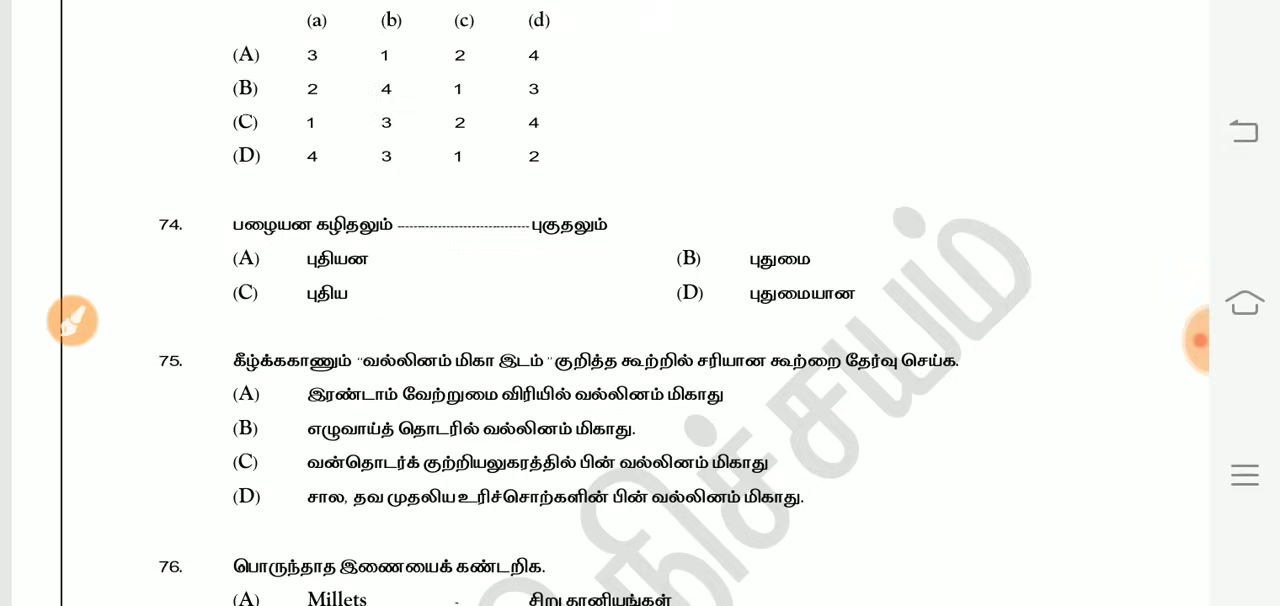 (a) (b) (c) (d)
(A) 3 1 2 4
(B) 2 4 1 3
(C) 1 3 2 4
(D) 4 3 1 2
74. பழையன கழிதலும் ------------------------------ புகுதலும்
(A) புதியன (B) புதுமை
(C) புதிய (D) புதுமையான
75. கீழ்க்ககாணும் “வல்லினம் மிகா இடம் ” குறித்த கூற்றில் சரியான கூற்றை தேர்வு செய்க.
(A) இரண்டாம் வேற்றுமை விரியில் வல்லினம் மிகாது
(B) எழுவாய்த் தொடரில் வல்லினம் மிகாது.
(C) வன்தொடர்க் குற்றியலுகரத்தில் பின் வல்லினம் மிகாது
(D) சால, தவ முதலிய உரிச்சொற்களின் பின் வல்லினம் மிகாது.
76. பொருந்தாத இணையைக் கண்டறிக.
(A) Millets - சிறு தானியங்கள்